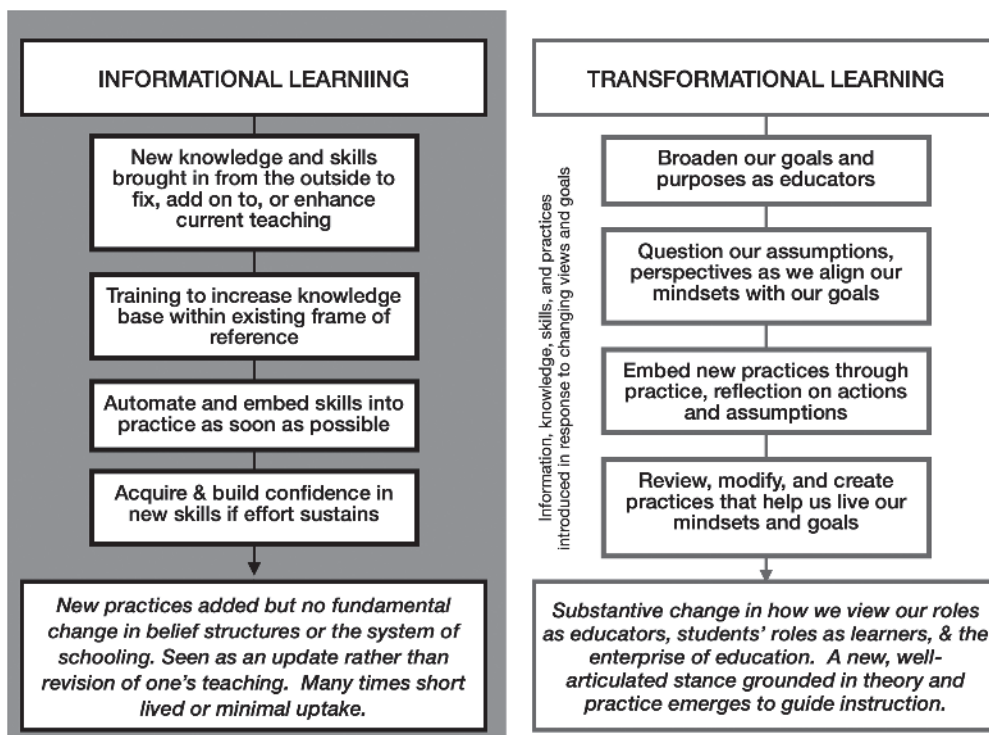 INFORMATIONAL LEARNIING
New knowledge and skills
brought in from the outside to
fix, add on to, or enhance
current teaching
Training to increase knowledge
base within existing frame of
reference
Automate and embed skills into
practice as soon as possible
Acquire & build confidence in
new skills if effort sustains
New practices added but no fundamental
change in belief structures or the system of
schooling. Seen as an update rather than
revision of one's teaching. Many times short
lived or minimal uptake.
TRANSFORMATIONAL LEARNING
Information, knowledge, skills, and practices
introduced in response to changing views and goals
Broaden our goals and
purposes as educators
Question our assumptions,
perspectives as we align our
mindsets with our goals
Embed new practices through
practice, reflection on actions
and assumptions
Review, modify, and create
practices that help us live our
mindsets and goals
Substantive change in how we view our roles
as educators, students' roles as learners, & the
enterprise of education. A new, well-
articulated stance grounded in theory and
practice emerges to guide instruction.